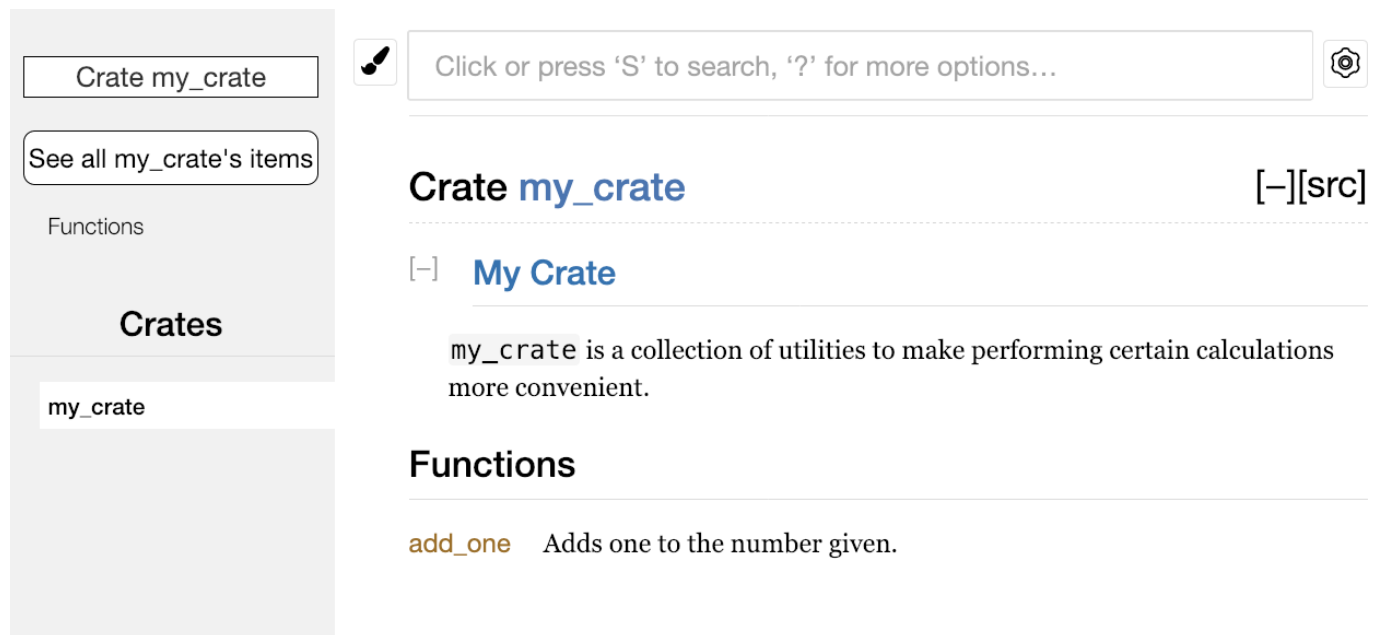 Crate my_crate
See all my_crate's items
Functions
Crates
my_crate
Click or press ‘S’ to search, ‘?’ for more options…
Crate my_crate
[−][src]
[−]
My Crate
my_crate is a collection of utilities to make performing certain calculations
more convenient.
Functions
add_one Adds one to the number given.